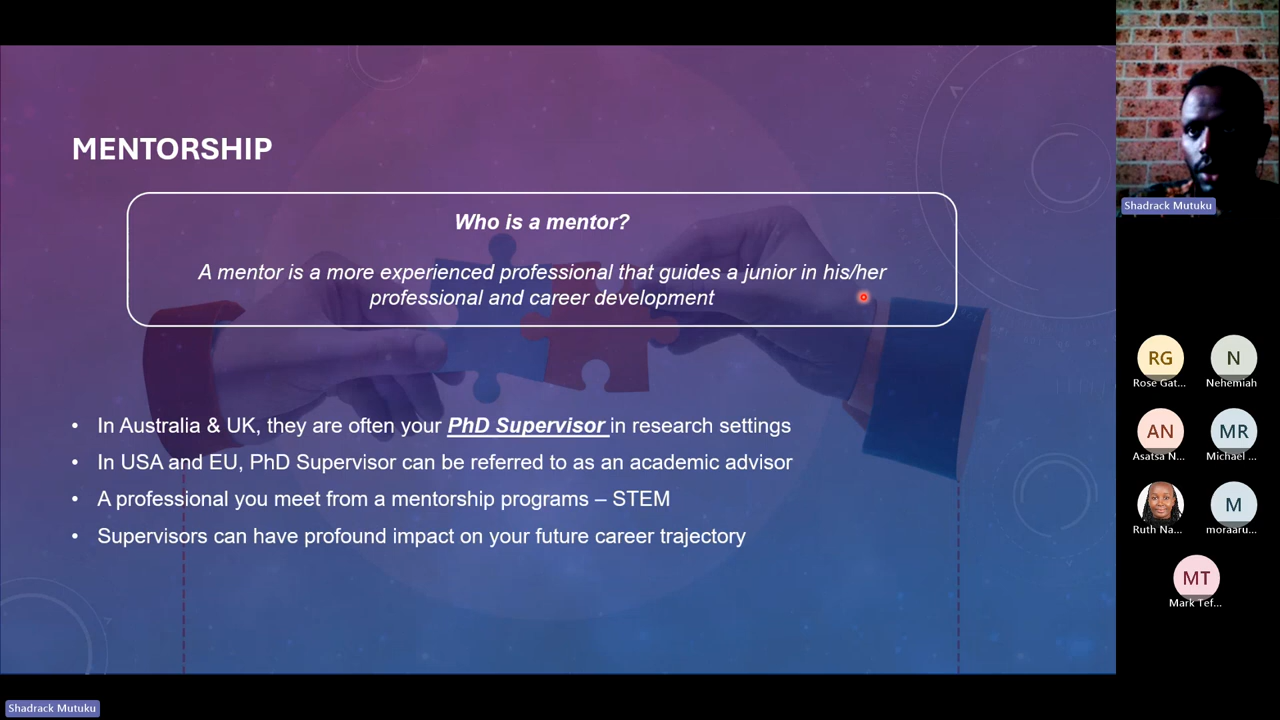 MENTORSHIP
Who is a mentor?
A mentor is a more experienced professional that guides a junior in his/her
professional and career development
• In Australia & UK, they are often your PhD Supervisor in research settings
• In USA and EU, PhD Supervisor can be referred to as an academic advisor
• A professional you meet from a mentorship programs – STEM
• Supervisors can have profound impact on your future career trajectory
Shadrack Mutuku
RG
Rose Gat...
N
Nehemiah
AN
Asatsa N...
MR
Michael ...
Ruth Na...
M
moraaru...
MT
Mark Tef...
Shadrack Mutuku